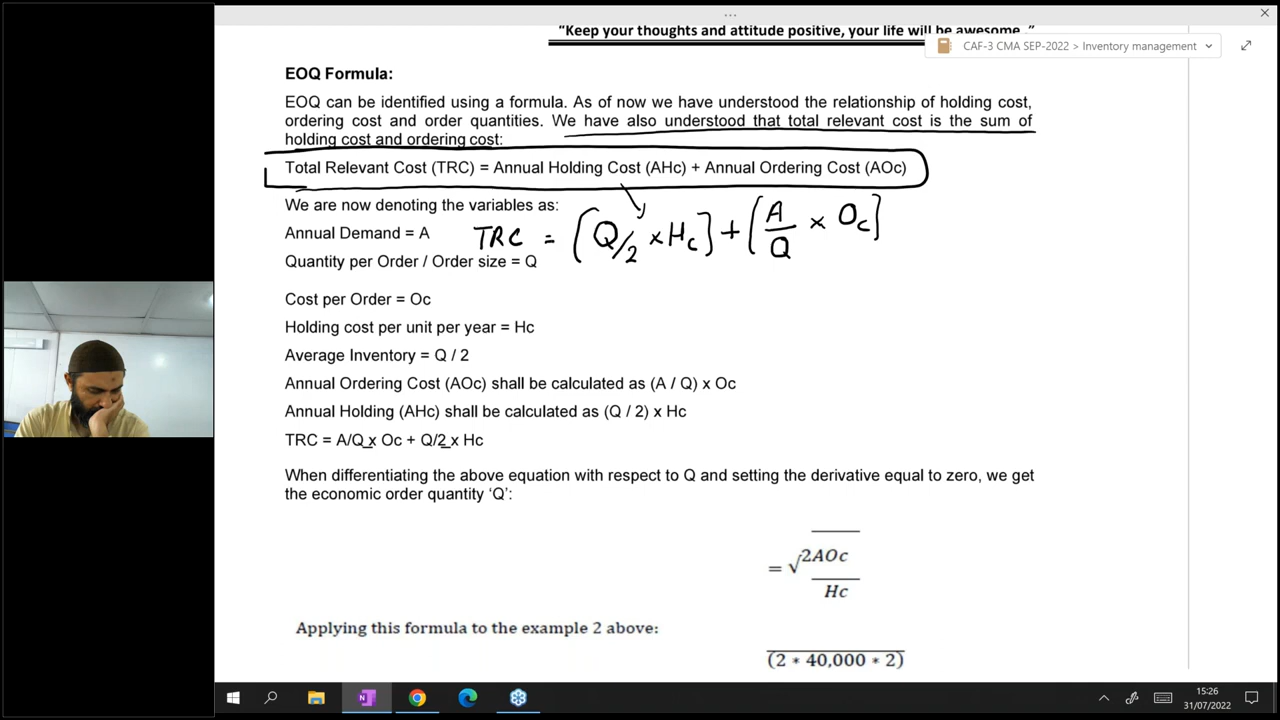 “Keep your thoughts and attitude positive, your life will be awesome.”
CAF-3 CMA SEP-2022 > Inventory management
EOQ Formula:
EOQ can be identified using a formula. As of now we have understood the relationship of holding cost,
ordering cost and order quantities. We have also understood that total relevant cost is the sum of
holding cost and ordering cost:
Total Relevant Cost (TRC) = Annual Holding Cost (AHc) + Annual Ordering Cost (AOc)
We are now denoting the variables as:
TRC = [Q/2 × Hc] + [A/Q × Oc]
Annual Demand = A
Quantity per Order / Order size = Q
Cost per Order = Oc
Holding cost per unit per year = Hc
Average Inventory = Q / 2
Annual Ordering Cost (AOc) shall be calculated as (A / Q) x Oc
Annual Holding (AHc) shall be calculated as (Q / 2) x Hc
TRC = A/Q x Oc + Q/2 x Hc
When differentiating the above equation with respect to Q and setting the derivative equal to zero, we get
the economic order quantity ‘Q’:
= √2AOc
Hc
Applying this formula to the example 2 above:
(2 * 40,000 * 2)
15:26
31/07/2022